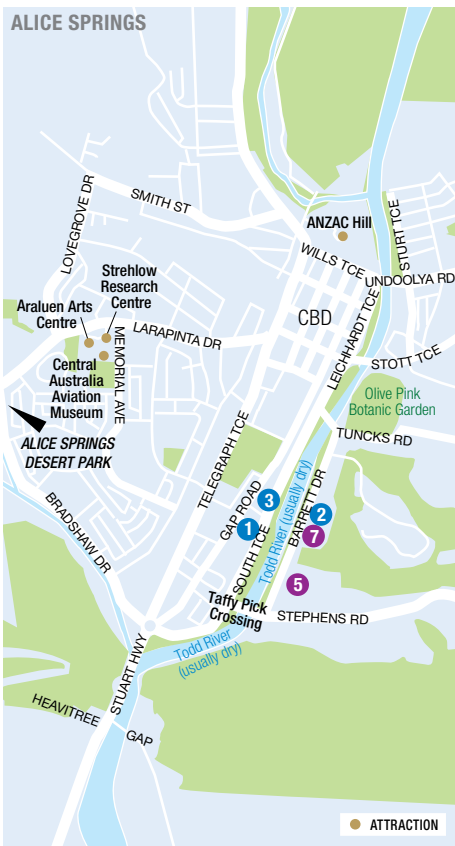 ALICE SPRINGS
SMITH ST
LOVEGROVE DR
ANZAC Hill
STURT TCE
WILLS TCE
UNDOOLYA RD
Strehlow
Research
Centre
Araluen Arts
Centre
LARAPINTA DR
MEMORIAL AVE
CBD
LEICHHARDT TCE
STOTT TCE
Central
Australia
Aviation
Museum
Olive Pink
Botanic Garden
TUNCKS RD
ALICE SPRINGS
DESERT PARK
TELEGRAPH TCE
GAP ROAD
3
1
2
7
5
SOUTH TCE
Todd River (usually dry)
BARRETT DR
BRADSHAW DR
Taffy Pick
Crossing
STEPHENS RD
Todd River
(usually dry)
STUART HWY
HEAVITREE
GAP
ATTRACTION